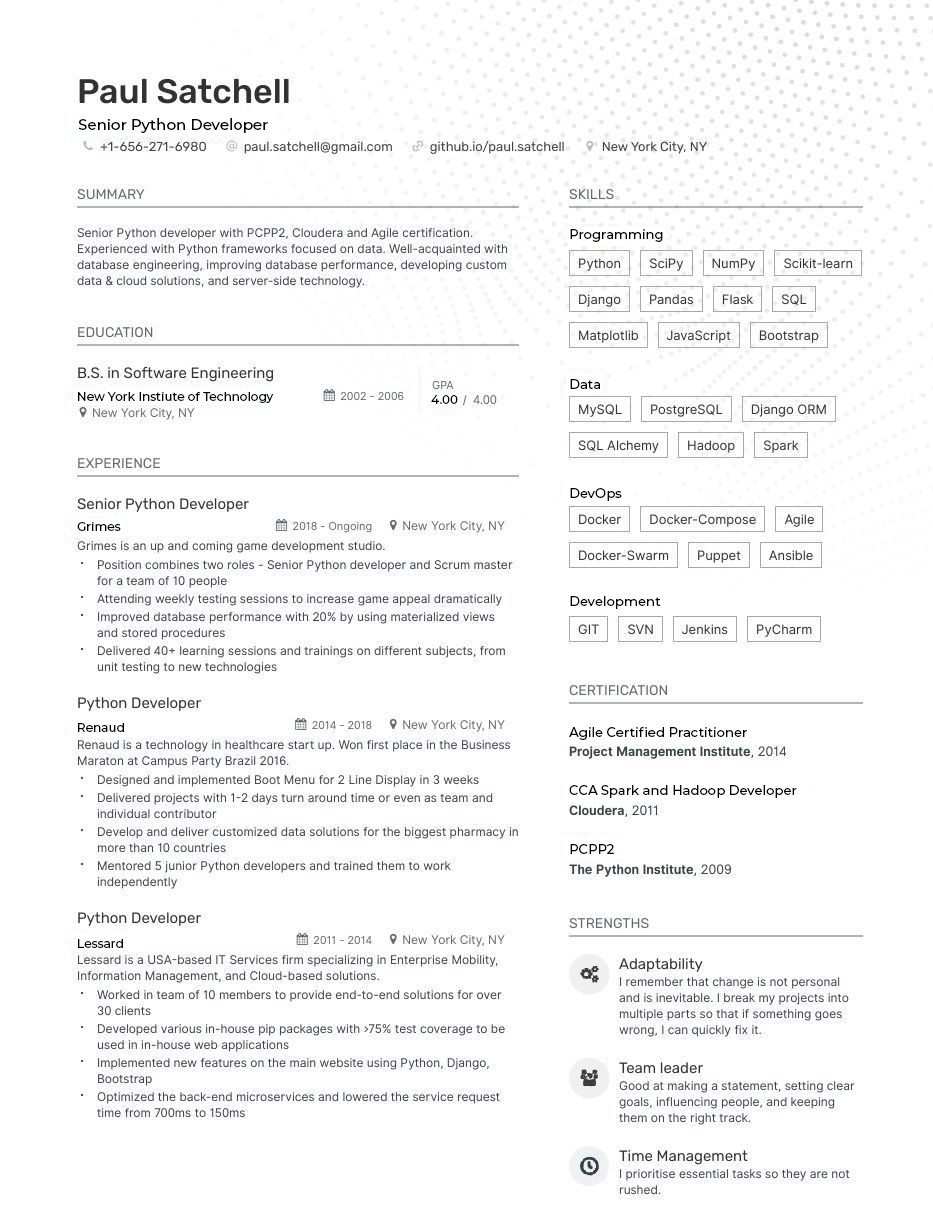 Paul Satchell
Senior Python Developer
+1-656-271-6980 paul.satchell@gmail.com github.io/paul.satchell New York City, NY
SUMMARY
Senior Python developer with PCPP2, Cloudera and Agile certification.
Experienced with Python frameworks focused on data. Well-acquainted with
database engineering, improving database performance, developing custom
data & cloud solutions, and server-side technology.
EDUCATION
B.S. in Software Engineering
New York Instiute of Technology 2002 - 2006
New York City, NY
GPA
4.00 / 4.00
EXPERIENCE
Senior Python Developer
Grimes 2018 - Ongoing New York City, NY
Grimes is an up and coming game development studio.
· Position combines two roles - Senior Python developer and Scrum master
for a team of 10 people
· Attending weekly testing sessions to increase game appeal dramatically
· Improved database performance with 20% by using materialized views
and stored procedures
· Delivered 40+ learning sessions and trainings on different subjects, from
unit testing to new technologies
Python Developer
Renaud 2014 - 2018 New York City, NY
Renaud is a technology in healthcare start up. Won first place in the Business
Maraton at Campus Party Brazil 2016.
· Designed and implemented Boot Menu for 2 Line Display in 3 weeks
· Delivered projects with 1-2 days turn around time or even as team and
individual contributor
· Develop and deliver customized data solutions for the biggest pharmacy in
more than 10 countries
· Mentored 5 junior Python developers and trained them to work
independently
Python Developer
Lessard 2011 - 2014 New York City, NY
Lessard is a USA-based IT Services firm specializing in Enterprise Mobility,
Information Management, and Cloud-based solutions.
· Worked in team of 10 members to provide end-to-end solutions for over
30 clients
· Developed various in-house pip packages with >75% test coverage to be
used in in-house web applications
· Implemented new features on the main website using Python, Django,
Bootstrap
· Optimized the back-end microservices and lowered the service request
time from 700ms to 150ms
SKILLS
Programming
Python SciPy NumPy Scikit-learn
Django Pandas Flask SQL
Matplotlib JavaScript Bootstrap
Data
MySQL PostgreSQL Django ORM
SQL Alchemy Hadoop Spark
DevOps
Docker Docker-Compose Agile
Docker-Swarm Puppet Ansible
Development
GIT SVN Jenkins PyCharm
CERTIFICATION
Agile Certified Practitioner
Project Management Institute, 2014
CCA Spark and Hadoop Developer
Cloudera, 2011
PCPP2
The Python Institute, 2009
STRENGTHS
Adaptability
I remember that change is not personal
and is inevitable. I break my projects into
multiple parts so that if something goes
wrong, I can quickly fix it.
Team leader
Good at making a statement, setting clear
goals, influencing people, and keeping
them on the right track.
Time Management
I prioritise essential tasks so they are not
rushed.